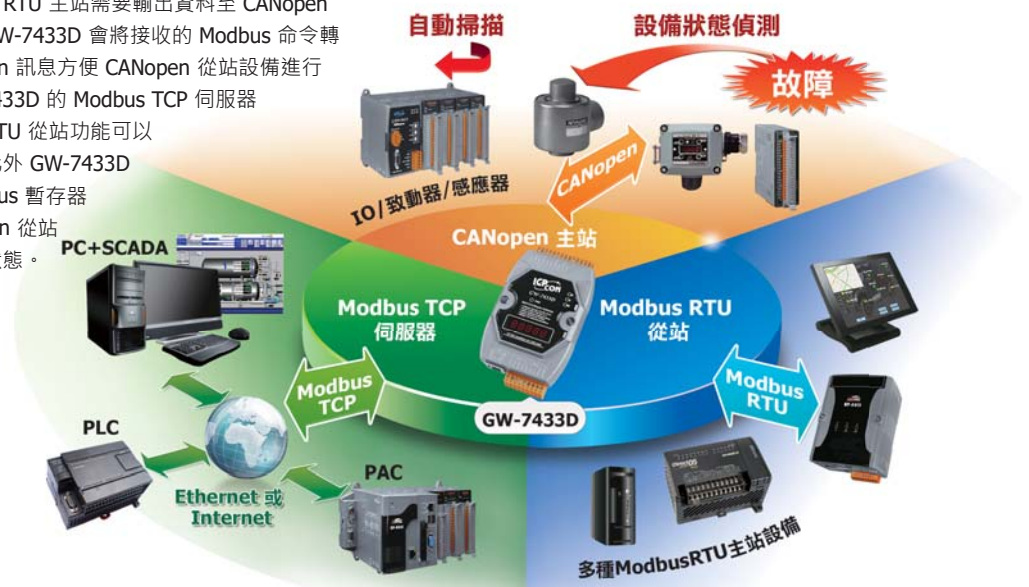 RTU 主站需要輸出資料至 CANopen
W-7433D 會將接收的 Modbus 命令轉
n 訊息方便 CANopen 從站設備進行
433D 的 Modbus TCP 伺服器
TU 從站功能可以
外 GW-7433D
us 暫存器
n 從站
態。
自動掃描
設備狀態偵測
故障
CANopen
IO/致動器/感應器
CANopen 主站
PC+SCADA
ICP
CON
GW-7433D
Modbus TCP
伺服器
Modbus RTU
從站
Modbus
TCP
Modbus
RTU
GW-7433D
PLC
PAC
Ethernet 或
Internet
多種ModbusRTU主站設備